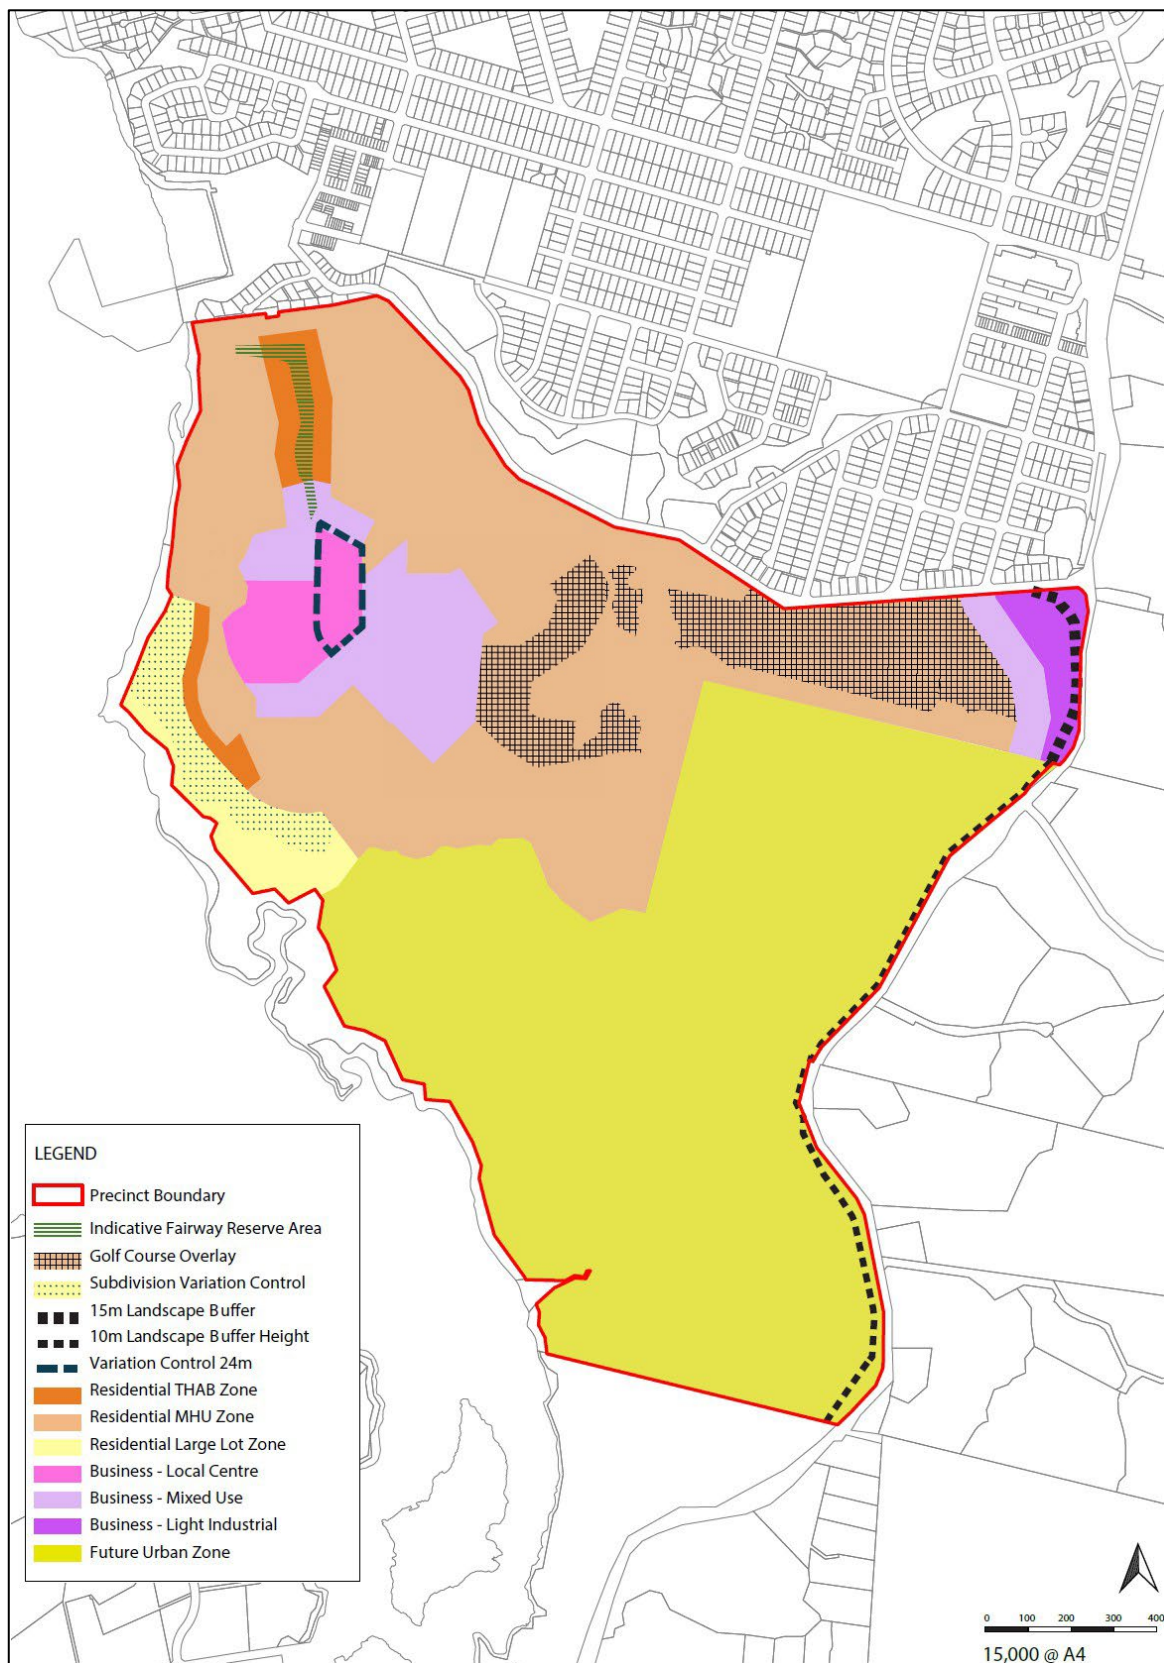 LEGEND
Precinct Boundary
Indicative Fairway Reserve Area
Golf Course Overlay
Subdivision Variation Control
15m Landscape Buffer
10m Landscape Buffer Height
Variation Control 24m
Residential THAB Zone
Residential MHU Zone
Residential Large Lot Zone
Business - Local Centre
Business - Mixed Use
Business - Light Industrial
Future Urban Zone
0 100 200 300 400
15,000 @ A4